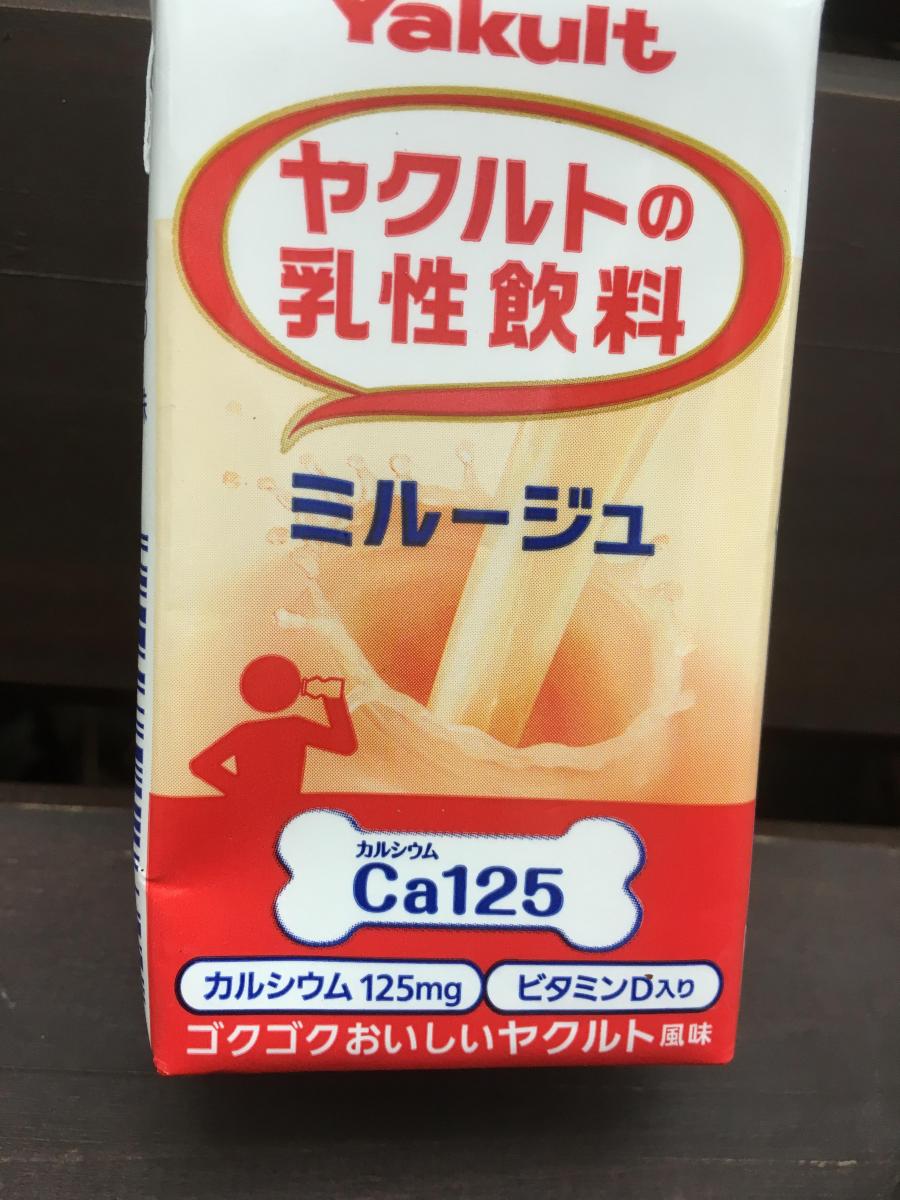 Yakult
ヤクルトの
乳性飲料
ミルージュ
カルシウム
Ca125
カルシウム 125mg
ビタミンD入り
ゴクゴクおいしいヤクルト風味